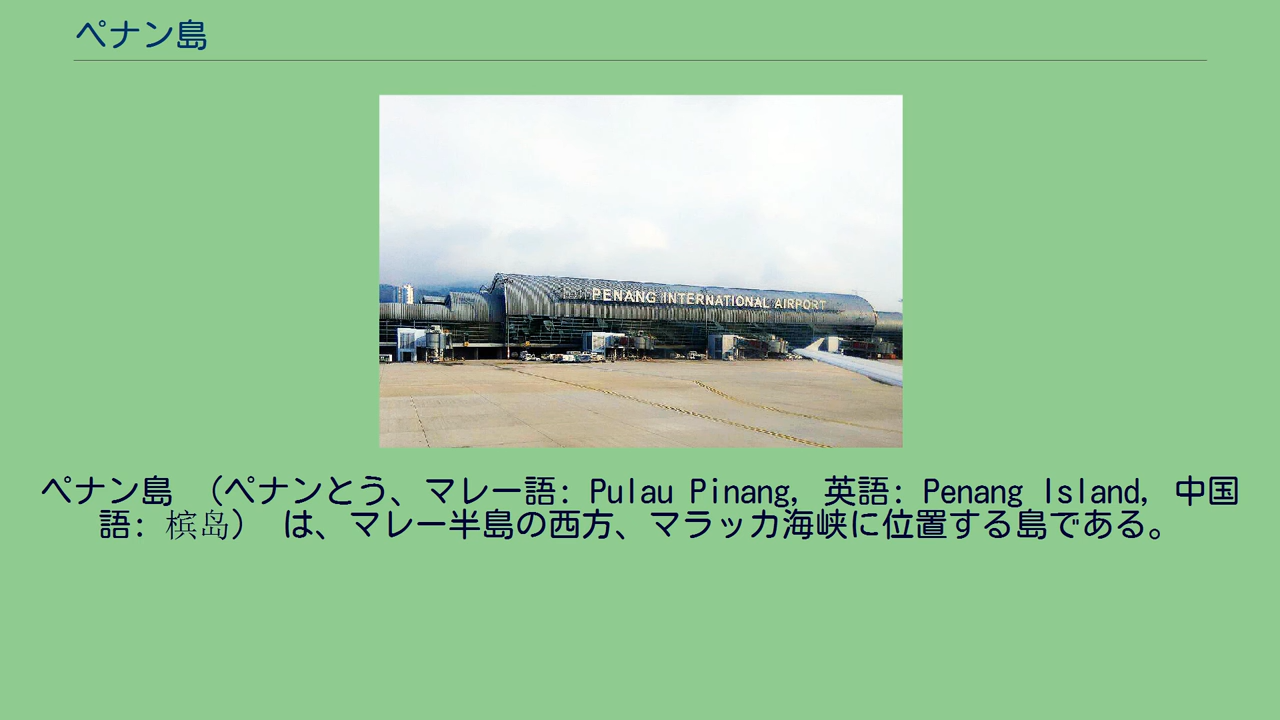 ペナン島
PENANG INTERNATIONAL AIRPORT
ペナン島 （ペナンとう、マレー語: Pulau Pinang, 英語: Penang Island, 中国
語: 槟岛） は、マレー半島の西方、マラッカ海峡に位置する島である。